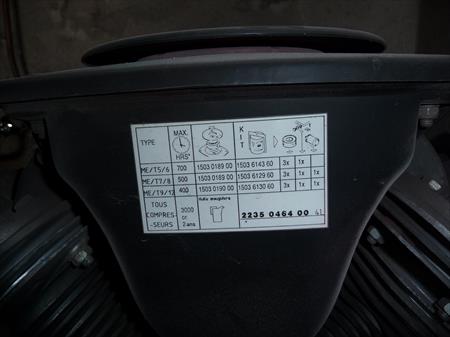 TYPE MAX. HRS* KIT
ME/T5/6 700 1503 0189 00 1503 6143 60 3x 1x
ME/T7/8 500 1503 0189 00 1503 6129 60 3x 1x 1x
ME/T9/12 400 1503 0190 00 1503 6130 60 3x 1x 1x
TOUS COMPRES-SEURS 3000 or 2 ans 2235 0464 00